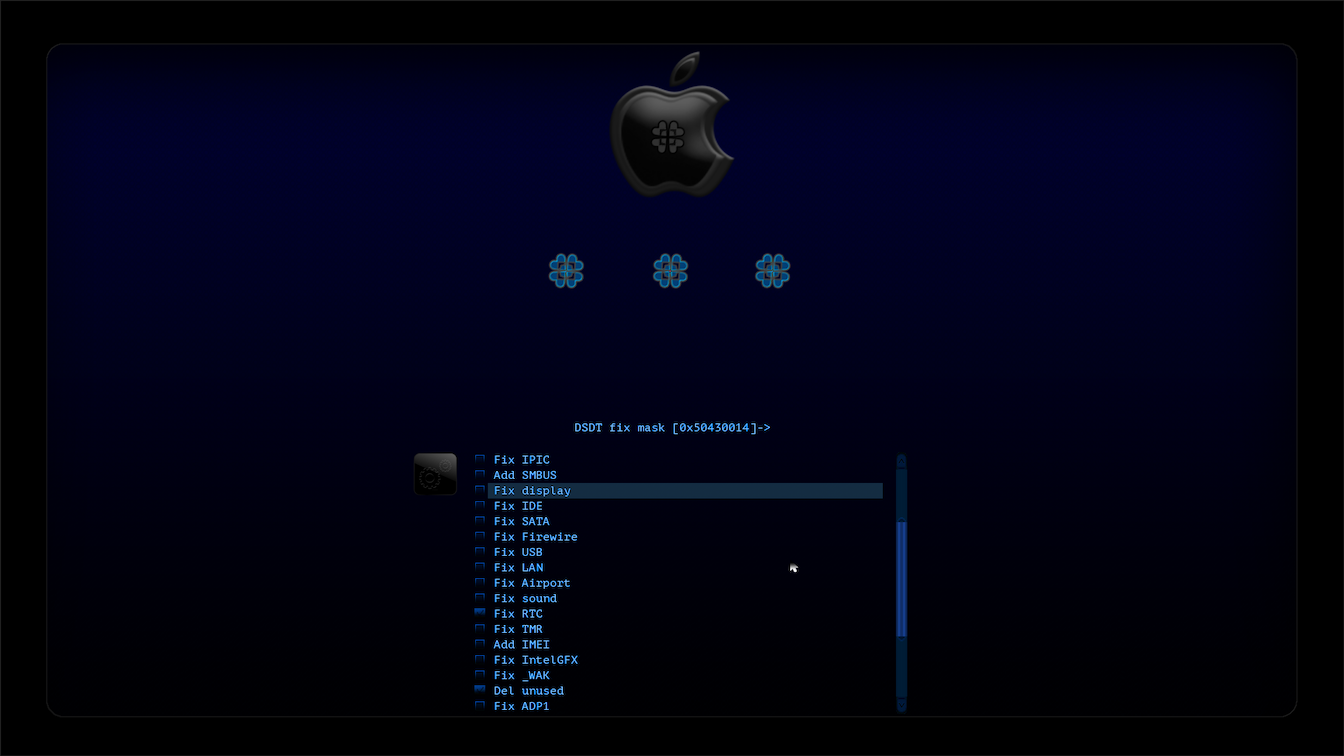 DSDT fix mask [0x50430014]->
Fix IPIC
Add SMBUS
Fix display
Fix IDE
Fix SATA
Fix Firewire
Fix USB
Fix LAN
Fix Airport
Fix sound
Fix RTC
Fix TMR
Add IMEI
Fix IntelGFX
Fix _WAK
Del unused
Fix ADP1